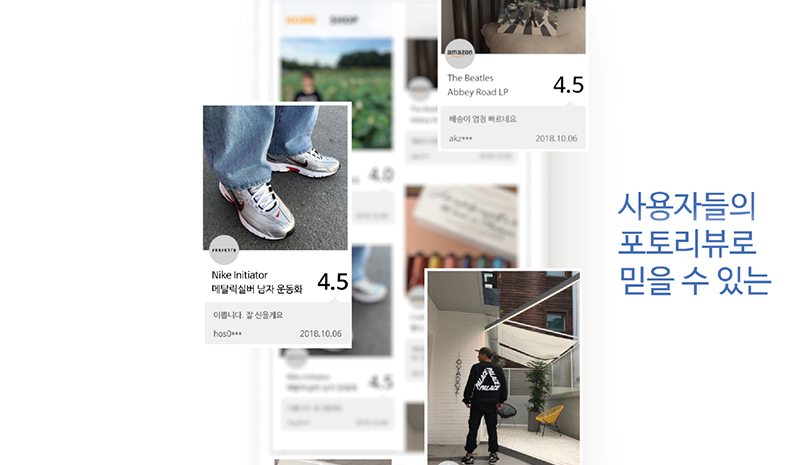 HOME SHOP
amazon
The Beatles
Abbey Road LP
4.5
배송이 엄청 빠르네요
akz***
2018.10.06
Nike Initiator
메탈릭실버 남자 운동화
4.5
이쁩니다. 잘 신을게요
hos0***
2018.10.06
4.0
4.5
PALACE
PALACE
PALACE
사용자들의
포토리뷰로
믿을 수 있는